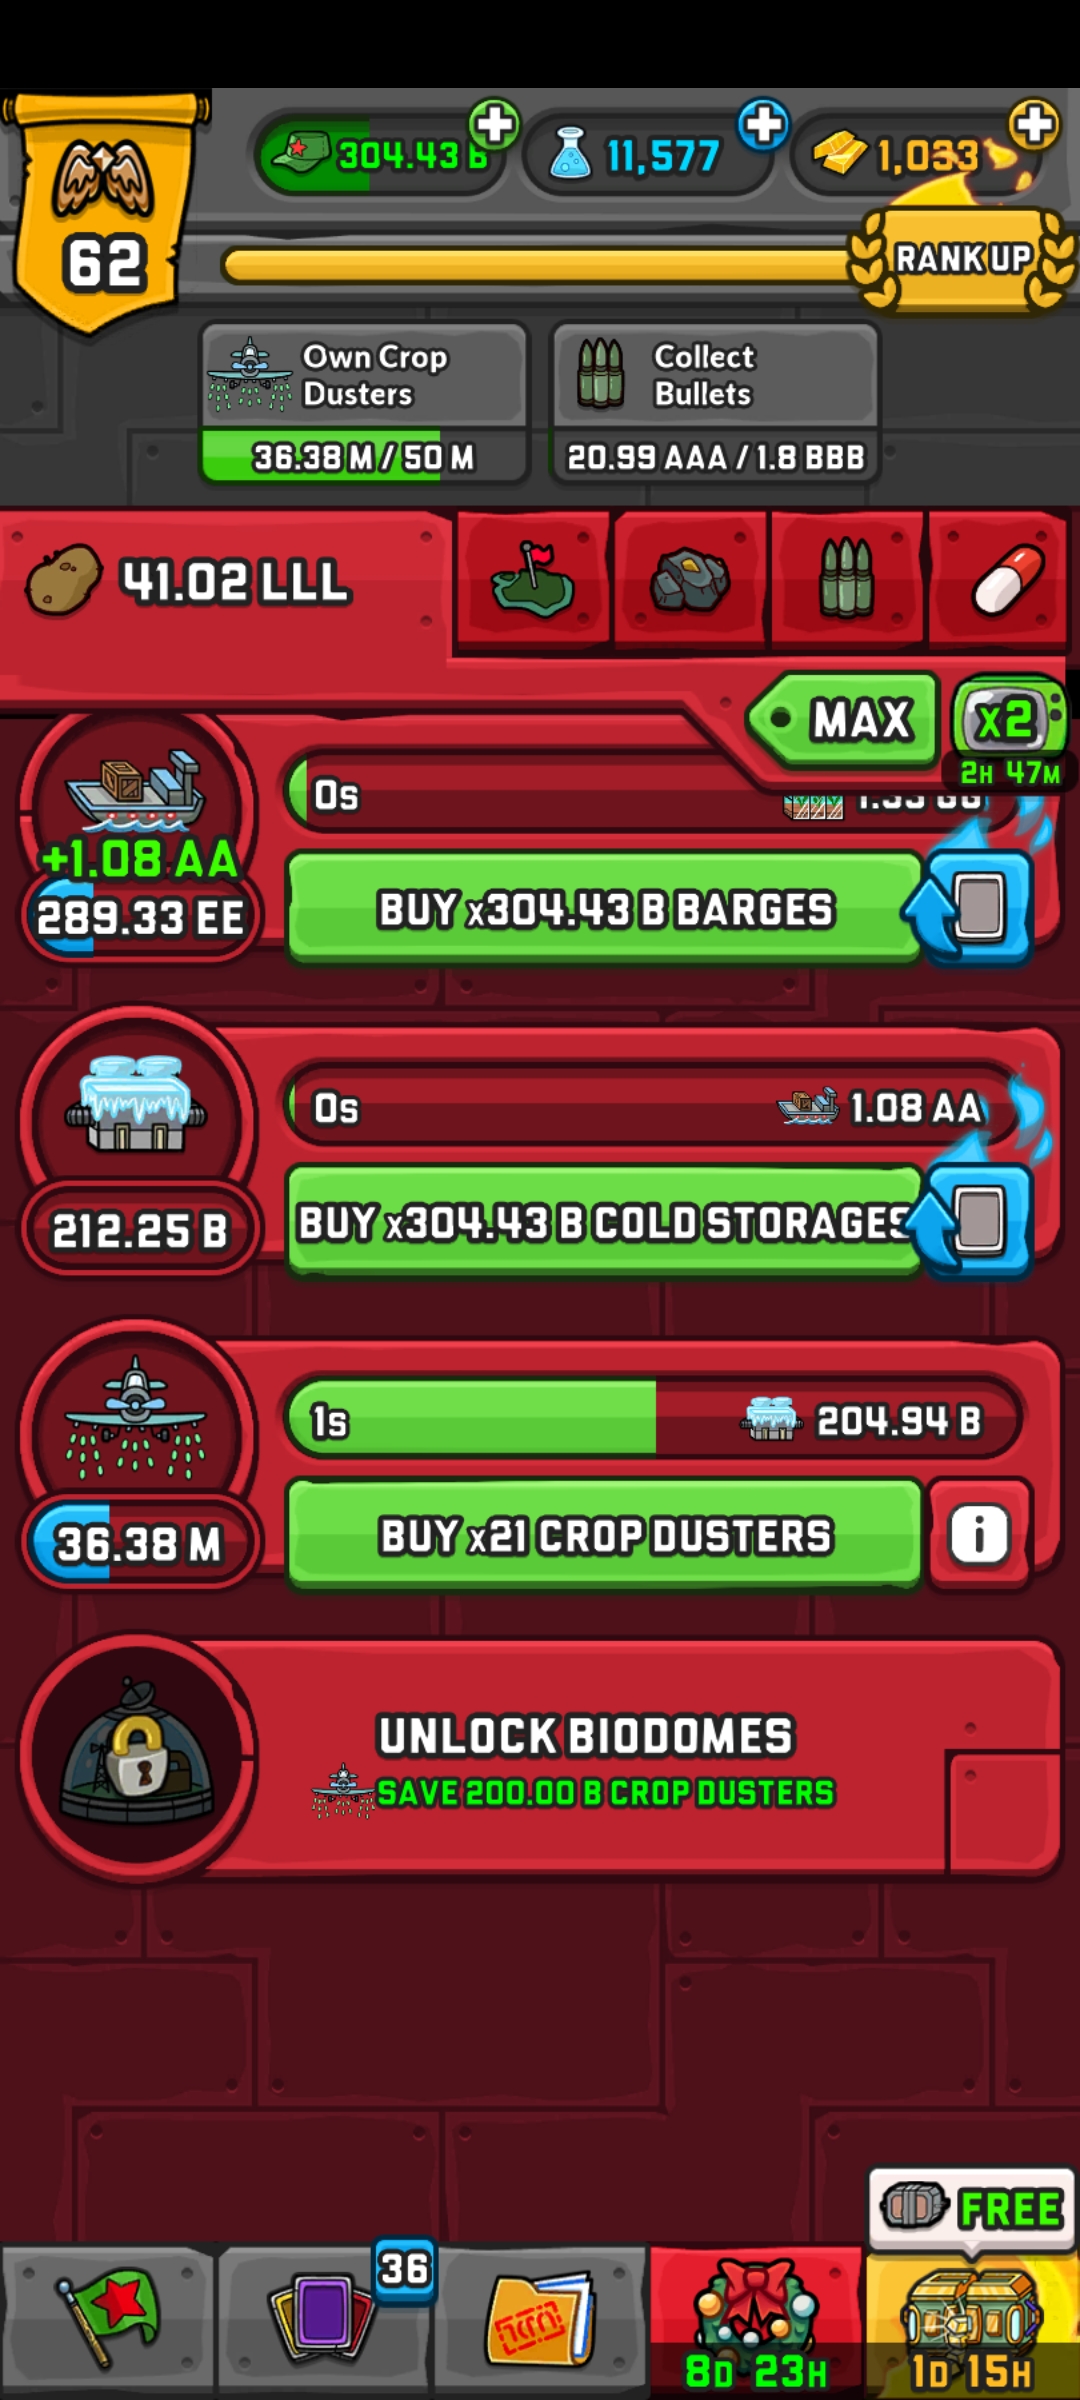 304.43 B
11,577
1,033
62
RANK UP
Own Crop
Dusters
36.38 M / 50 M
Collect
Bullets
20.99 AAA / 1.8 BBB
41.02 LLL
MAX
x2
2H 47M
0s
+1.08 AA
289.33 EE
BUY x304.43 B BARGES
0s
1.08 AA
212.25 B
BUY x304.43 B COLD STORAGES
1s
204.94 B
36.38 M
BUY x21 CROP DUSTERS
i
UNLOCK BIODOMES
SAVE 200.00 B CROP DUSTERS
FREE
36
8D 23H
1D 15H